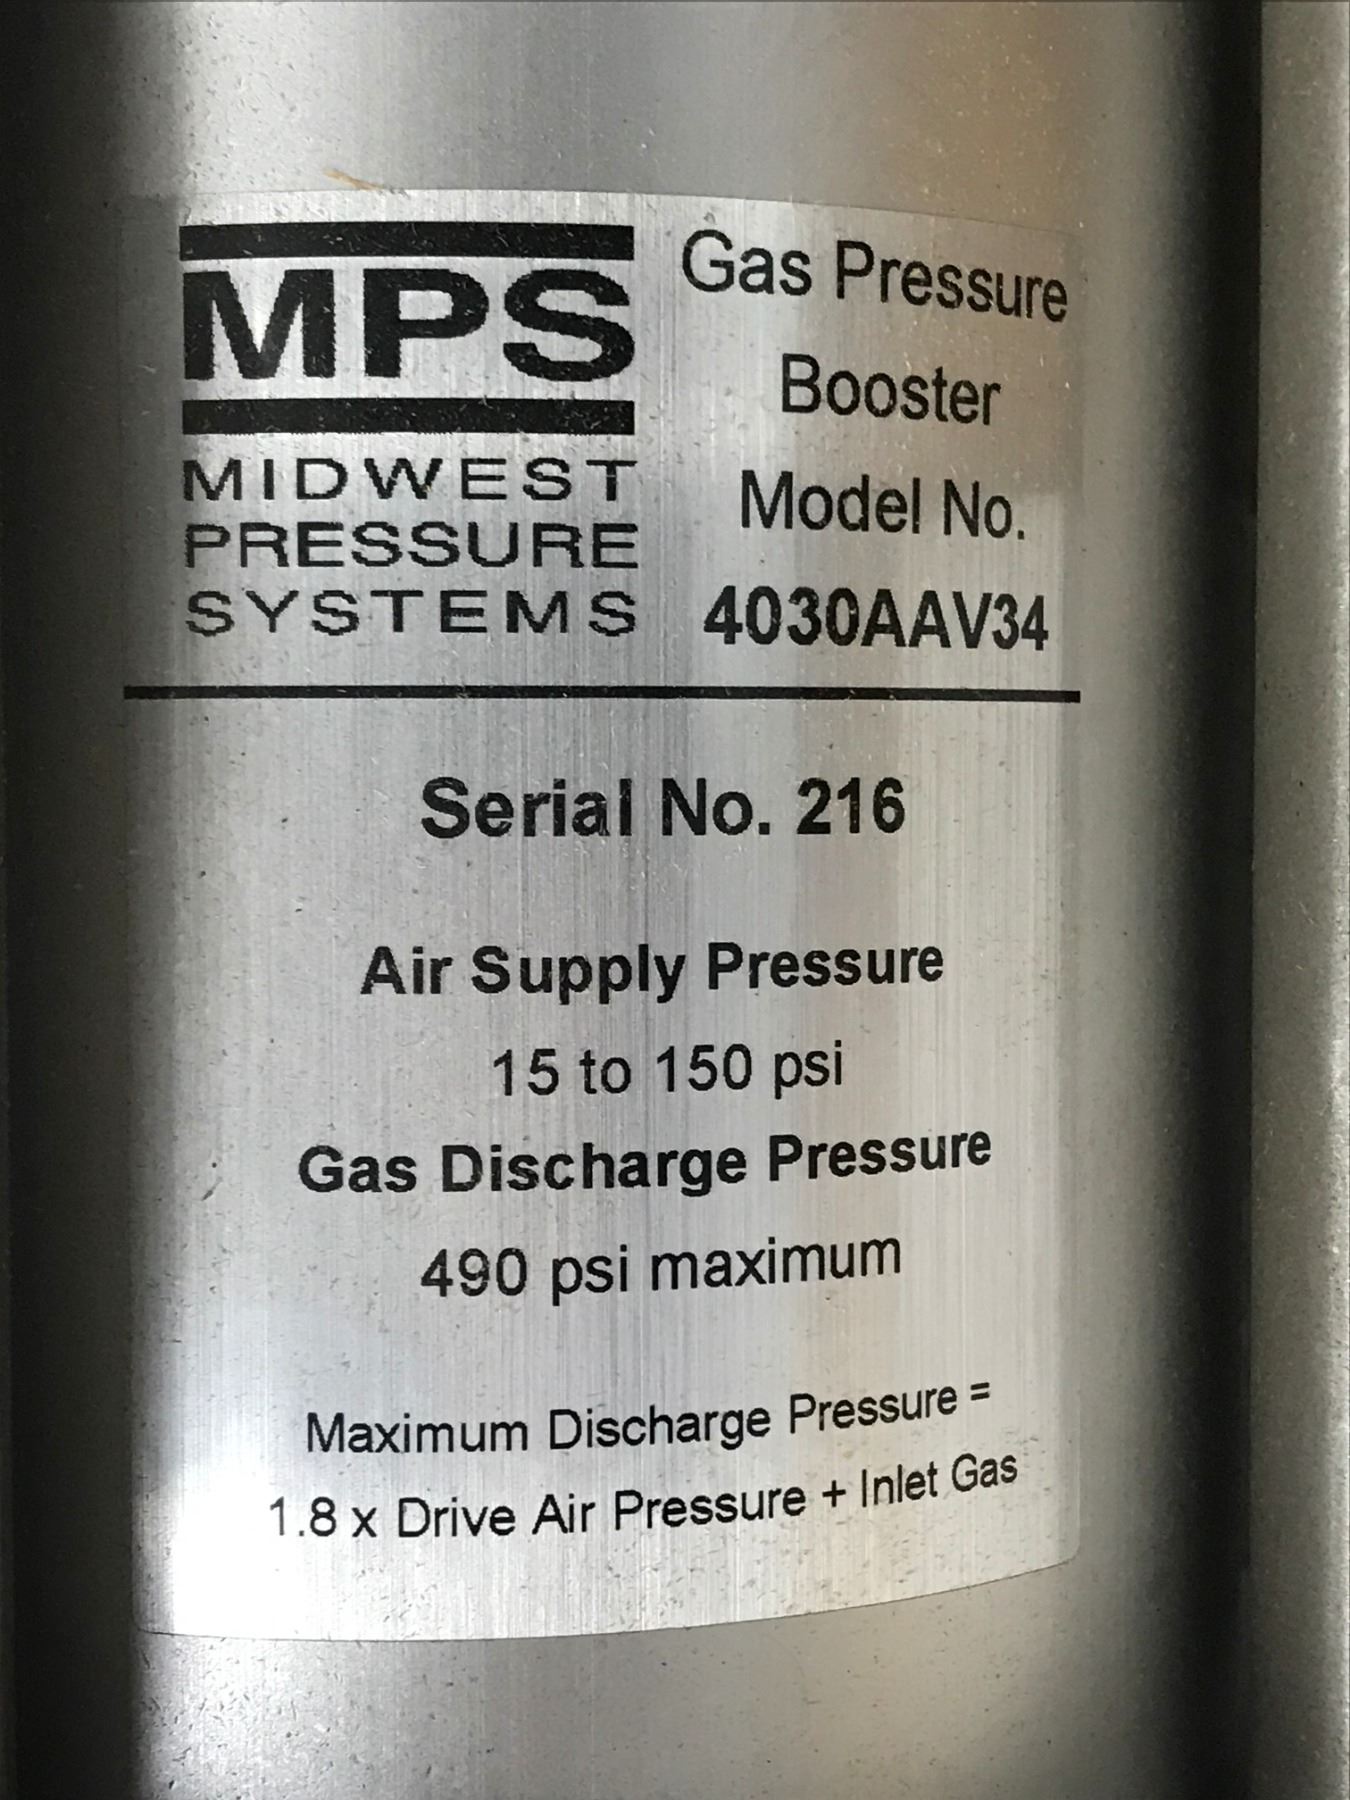 MPS
MIDWEST
PRESSURE
SYSTEMS
Gas Pressure
Booster
Model No.
4030AAV34
Serial No. 216
Air Supply Pressure
15 to 150 psi
Gas Discharge Pressure
490 psi maximum
Maximum Discharge Pressure =
1.8 x Drive Air Pressure + Inlet Gas